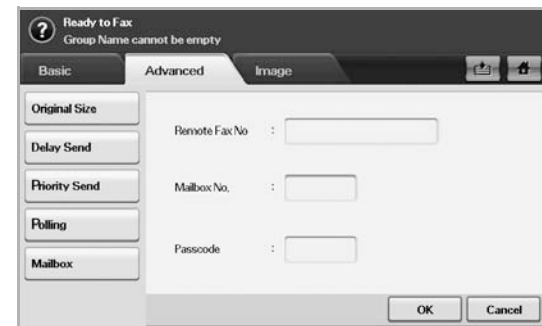 ?
Ready to Fax
Group Name cannot be empty
Basic
Advanced
Image
Original Size
Delay Send
Priority Send
Polling
Mailbox
Remote Fax No :
Mailbox No. :
Passcode :
OK
Cancel